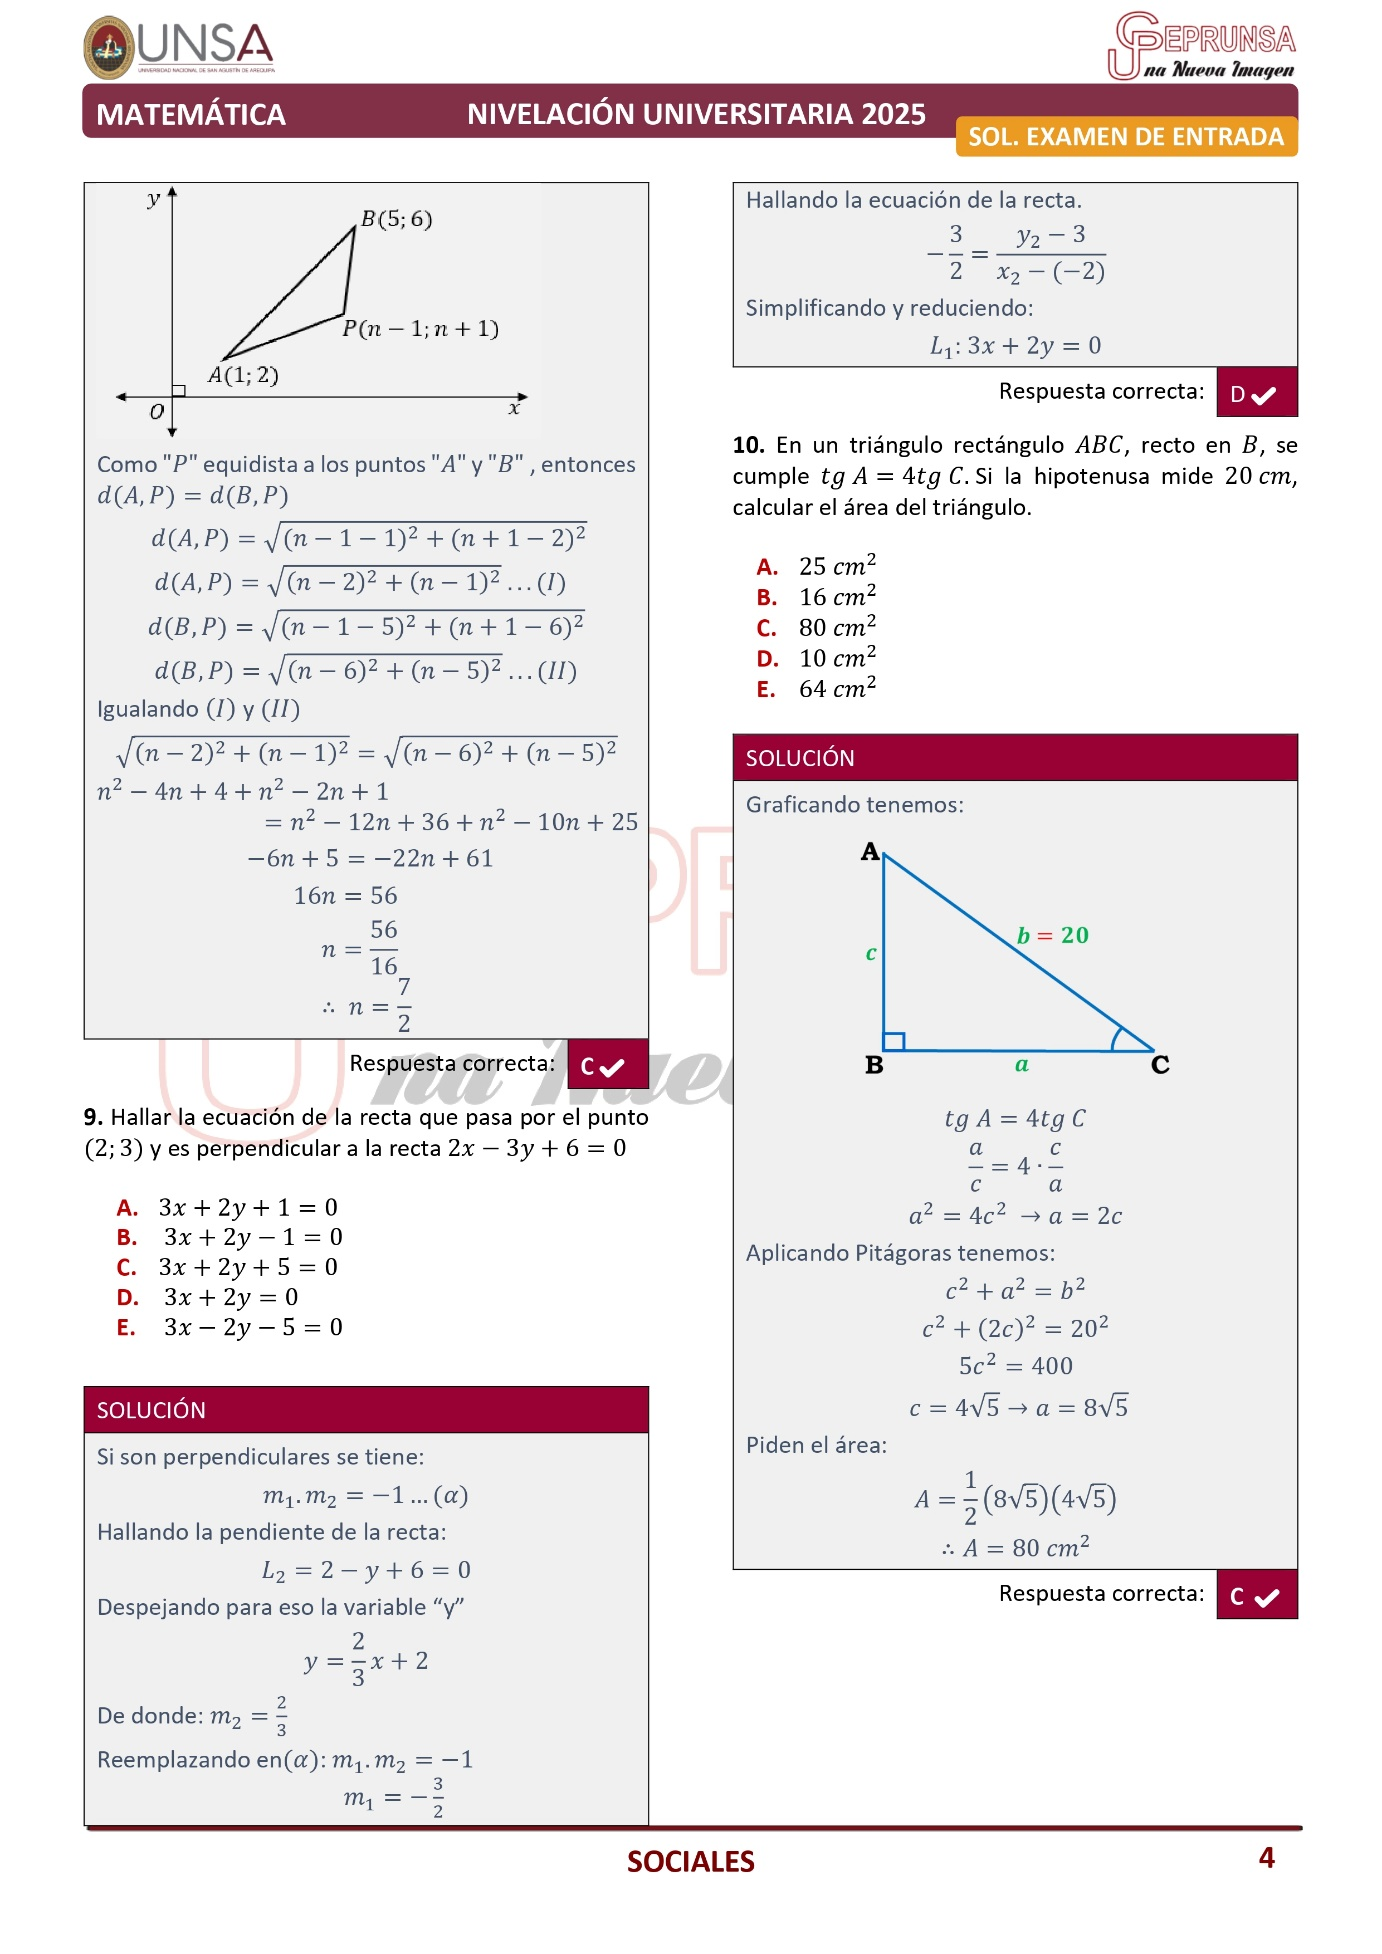 UNSA
UNIVERSIDAD NACIONAL DE SAN AGUSTÍN DE AREQUIPA
CEPRUNSA
Una Nueva Imagen
MATEMÁTICA
NIVELACIÓN UNIVERSITARIA 2025
SOL. EXAMEN DE ENTRADA
y
B(5; 6)
P(n − 1; n + 1)
A(1; 2)
O
x
Como "P" equidista a los puntos "A" y "B" , entonces
d(A, P) = d(B, P)
d(A, P) = √((n − 1 − 1)² + (n + 1 − 2)²)
d(A, P) = √((n − 2)² + (n − 1)²) … (I)
d(B, P) = √((n − 1 − 5)² + (n + 1 − 6)²)
d(B, P) = √((n − 6)² + (n − 5)²) … (II)
Igualando (I) y (II)
√((n − 2)² + (n − 1)²) = √((n − 6)² + (n − 5)²)
n² − 4n + 4 + n² − 2n + 1
= n² − 12n + 36 + n² − 10n + 25
−6n + 5 = −22n + 61
16n = 56
n = 56/16
∴ n = 7/2
Respuesta correcta: C ✓
9. Hallar la ecuación de la recta que pasa por el punto
(2; 3) y es perpendicular a la recta 2x − 3y + 6 = 0
A. 3x + 2y + 1 = 0
B. 3x + 2y − 1 = 0
C. 3x + 2y + 5 = 0
D. 3x + 2y = 0
E. 3x − 2y − 5 = 0
SOLUCIÓN
Si son perpendiculares se tiene:
m₁. m₂ = −1 … (α)
Hallando la pendiente de la recta:
L₂ = 2 − y + 6 = 0
Despejando para eso la variable “y”
y = 2/3 x + 2
De donde: m₂ = 2/3
Reemplazando en(α): m₁. m₂ = −1
m₁ = − 3/2
Hallando la ecuación de la recta.
− 3/2 = (y₂ − 3)/(x₂ − (−2))
Simplificando y reduciendo:
L₁: 3x + 2y = 0
Respuesta correcta: D ✓
10. En un triángulo rectángulo ABC, recto en B, se
cumple tg A = 4tg C. Si la hipotenusa mide 20 cm,
calcular el área del triángulo.
A. 25 cm²
B. 16 cm²
C. 80 cm²
D. 10 cm²
E. 64 cm²
SOLUCIÓN
Graficando tenemos:
A
b = 20
c
B
a
C
tg A = 4tg C
a/c = 4 · c/a
a² = 4c² → a = 2c
Aplicando Pitágoras tenemos:
c² + a² = b²
c² + (2c)² = 20²
5c² = 400
c = 4√5 → a = 8√5
Piden el área:
A = 1/2 (8√5)(4√5)
∴ A = 80 cm²
Respuesta correcta: C ✓
SOCIALES
4